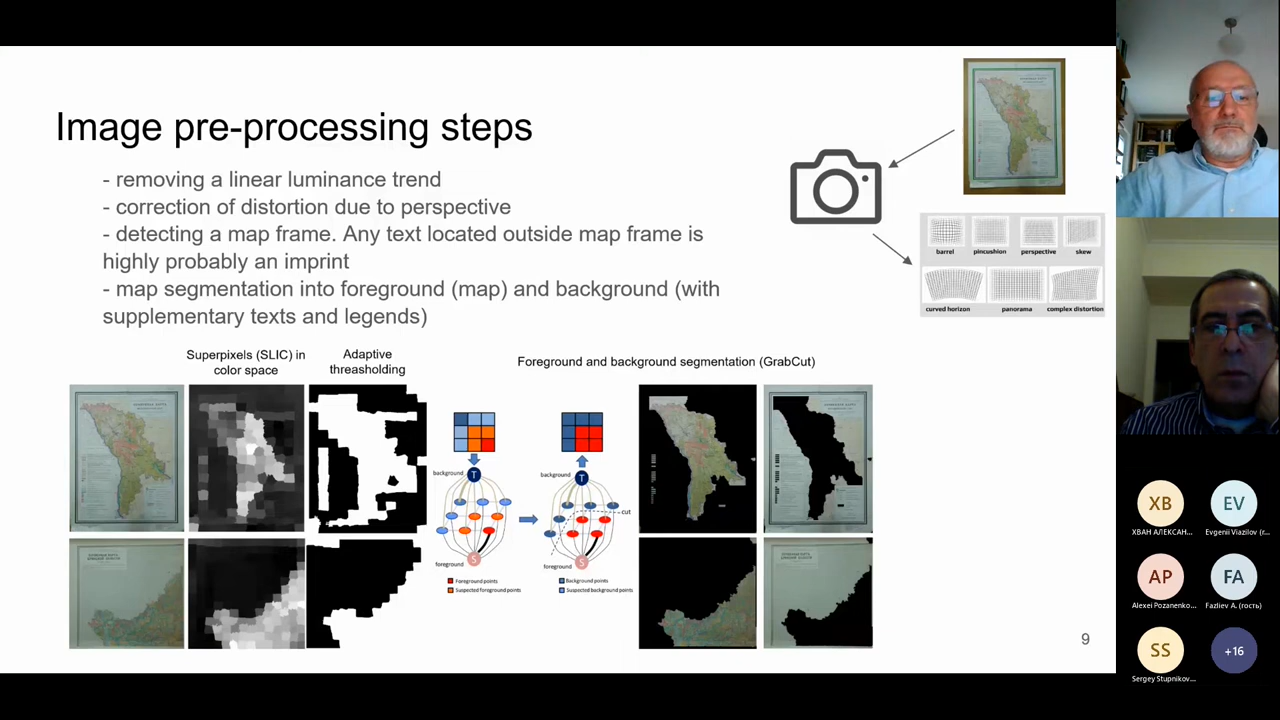 Image pre-processing steps
- removing a linear luminance trend
- correction of distortion due to perspective
- detecting a map frame. Any text located outside map frame is
highly probably an imprint
- map segmentation into foreground (map) and background (with
supplementary texts and legends)
barrel pincushion perspective skew
curved horizon panorama complex distortion
Superpixels (SLIC) in
color space
Adaptive
threasholding
Foreground and background segmentation (GrabCut)
background T
foreground S
Foreground points
Suspected foreground points
background T
cut
foreground S
Background points
Suspected background points
9
ХВ
ХВАН АЛЕКСАН...
EV
Evgenii Viazilov (г...
AP
Alexei Pozanenko...
FA
Fazliev A. (гость)
SS
Sergey Stupnikov...
+16